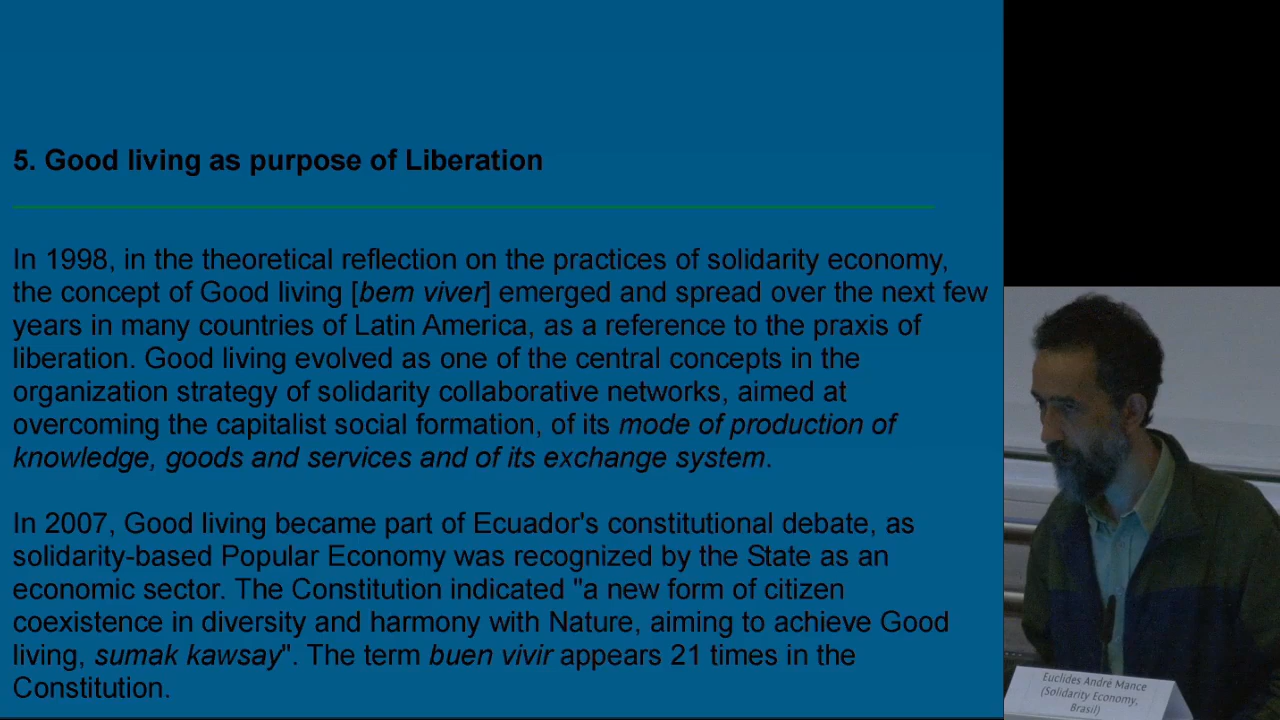 5. Good living as purpose of Liberation
In 1998, in the theoretical reflection on the practices of solidarity economy,
the concept of Good living [bem viver] emerged and spread over the next few
years in many countries of Latin America, as a reference to the praxis of
liberation. Good living evolved as one of the central concepts in the
organization strategy of solidarity collaborative networks, aimed at
overcoming the capitalist social formation, of its mode of production of
knowledge, goods and services and of its exchange system.
In 2007, Good living became part of Ecuador's constitutional debate, as
solidarity-based Popular Economy was recognized by the State as an
economic sector. The Constitution indicated "a new form of citizen
coexistence in diversity and harmony with Nature, aiming to achieve Good
living, sumak kawsay". The term buen vivir appears 21 times in the
Constitution.
Euclides André Mance
(Solidarity Economy,
Brasil)